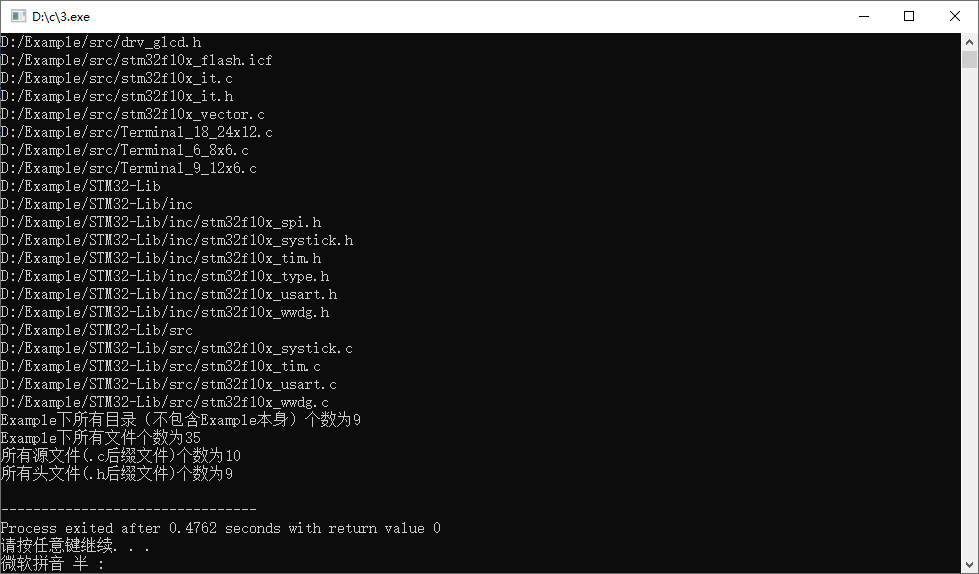 D:\c\3.exe
D:/Example/src/drv_glcd.h
D:/Example/src/stm32f10x_flash.icf
D:/Example/src/stm32f10x_it.c
D:/Example/src/stm32f10x_it.h
D:/Example/src/stm32f10x_vector.c
D:/Example/src/Terminal_18_24x12.c
D:/Example/src/Terminal_6_8x6.c
D:/Example/src/Terminal_9_12x6.c
D:/Example/STM32-Lib
D:/Example/STM32-Lib/inc
D:/Example/STM32-Lib/inc/stm32f10x_spi.h
D:/Example/STM32-Lib/inc/stm32f10x_systick.h
D:/Example/STM32-Lib/inc/stm32f10x_tim.h
D:/Example/STM32-Lib/inc/stm32f10x_type.h
D:/Example/STM32-Lib/inc/stm32f10x_usart.h
D:/Example/STM32-Lib/inc/stm32f10x_wwdg.h
D:/Example/STM32-Lib/src
D:/Example/STM32-Lib/src/stm32f10x_systick.c
D:/Example/STM32-Lib/src/stm32f10x_tim.c
D:/Example/STM32-Lib/src/stm32f10x_usart.c
D:/Example/STM32-Lib/src/stm32f10x_wwdg.c
Example下所有目录（不包含Example本身）个数为9
Example下所有文件个数为35
所有源文件(.c后缀文件)个数为10
所有头文件(.h后缀文件)个数为9
--------------------------------
Process exited after 0.4762 seconds with return value 0
请按任意键继续. . .
微软拼音 半 :